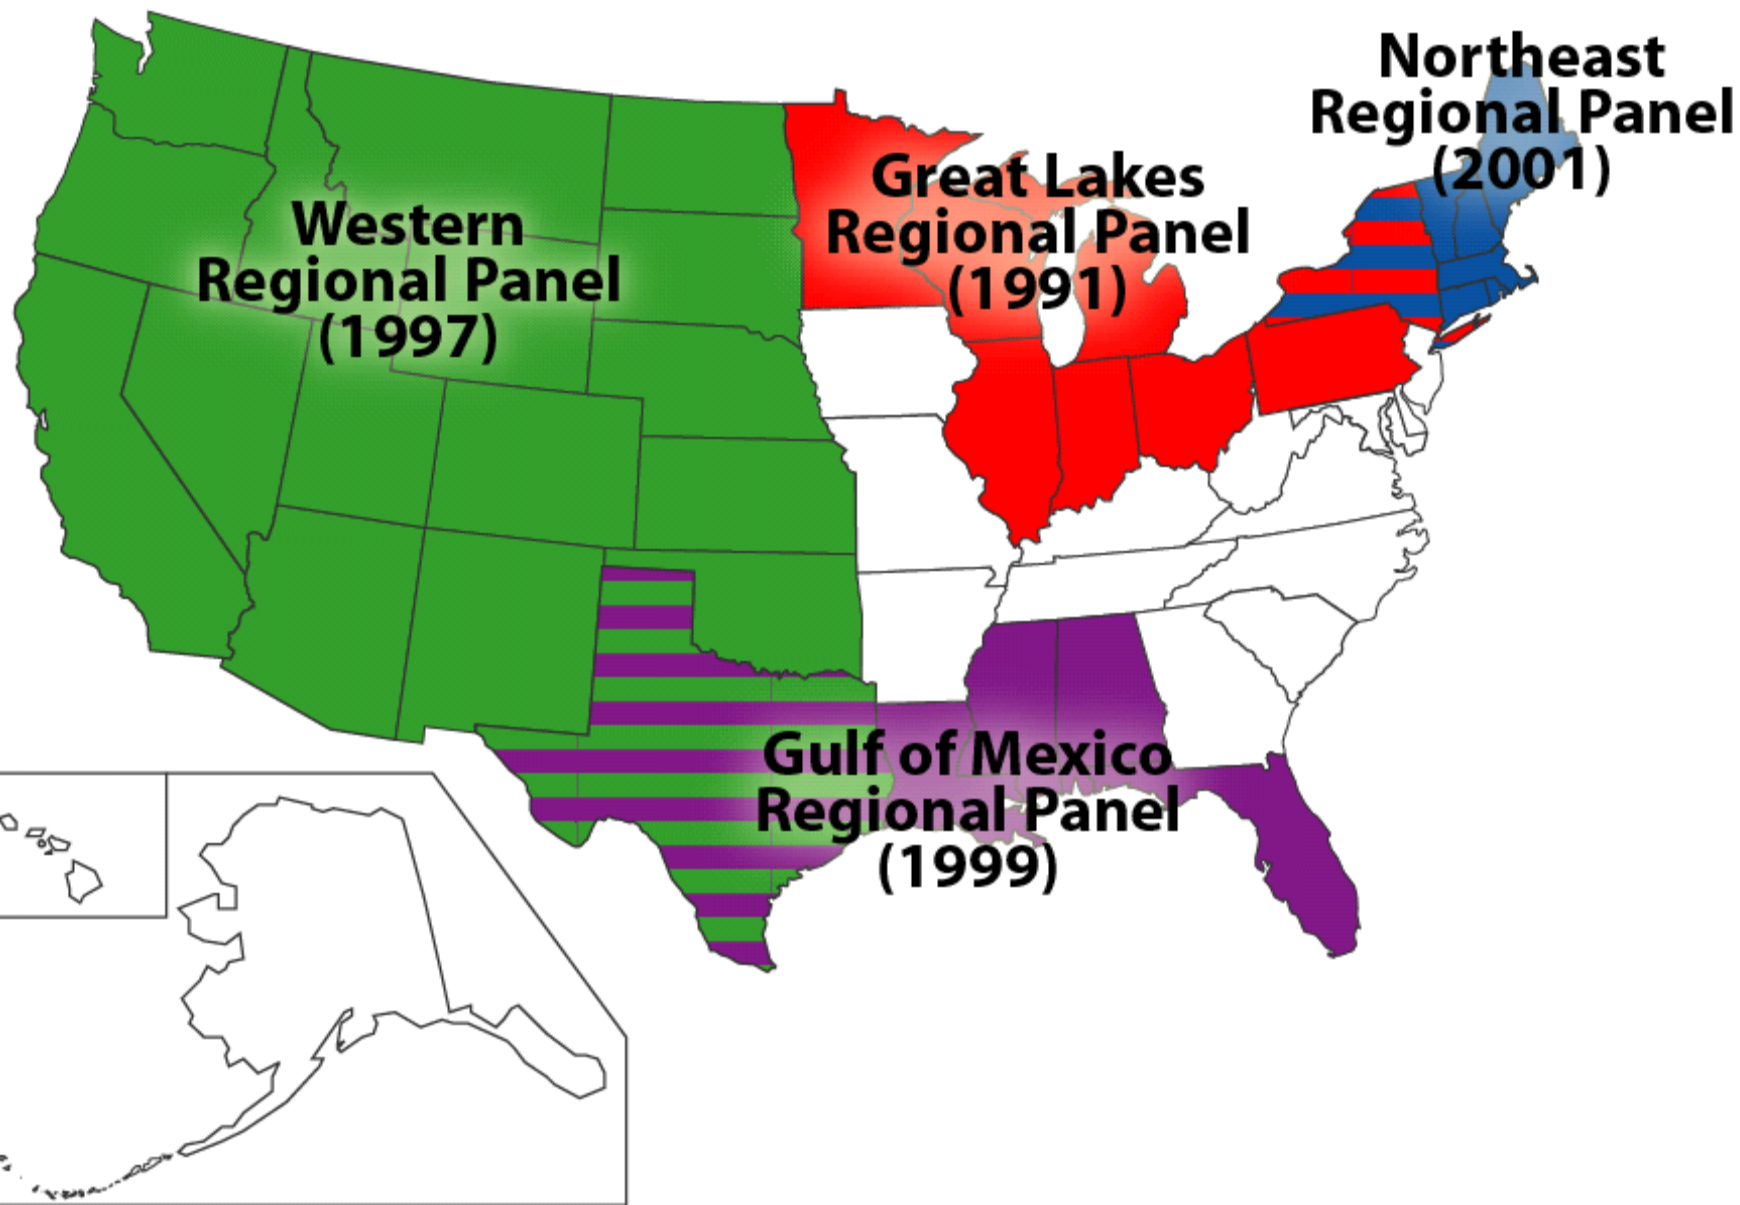 Northeast
Regional Panel
(2001)
Great Lakes
Regional Panel
(1991)
Western
Regional Panel
(1997)
Gulf of Mexico
Regional Panel
(1999)